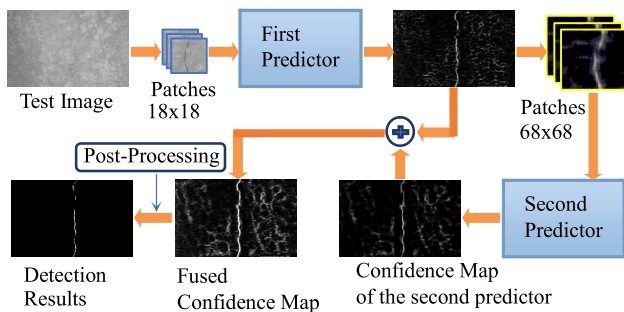 Test Image
Patches
18x18
First
Predictor
Patches
68x68
Post-Processing
Second
Predictor
Detection
Results
Fused
Confidence Map
Confidence Map
of the second predictor